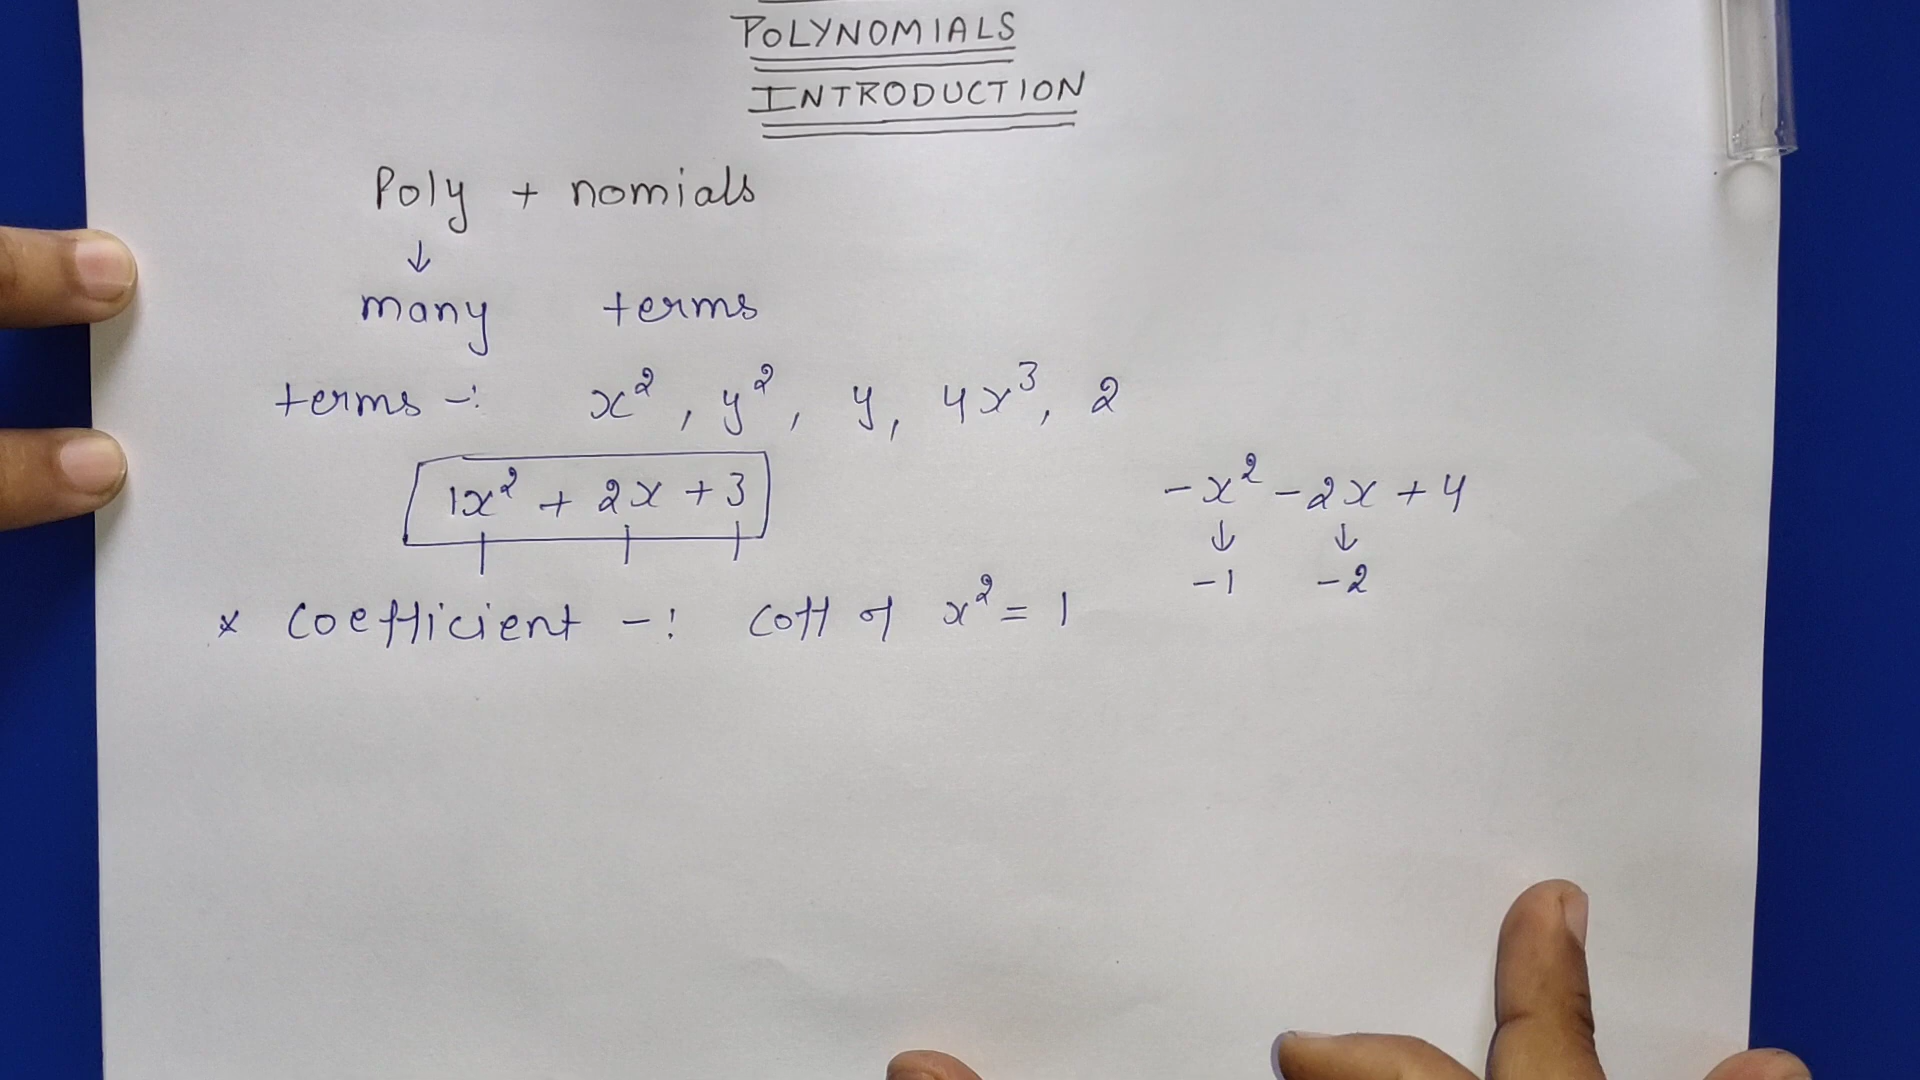 POLYNOMIALS
INTRODUCTION
Poly + nomials
↓
many terms
terms -: x², y², y, 4x³, 2
1x² + 2x + 3
-x² - 2x + 4
↓ ↓
-1 -2
* Coefficient -: Coff of x² = 1